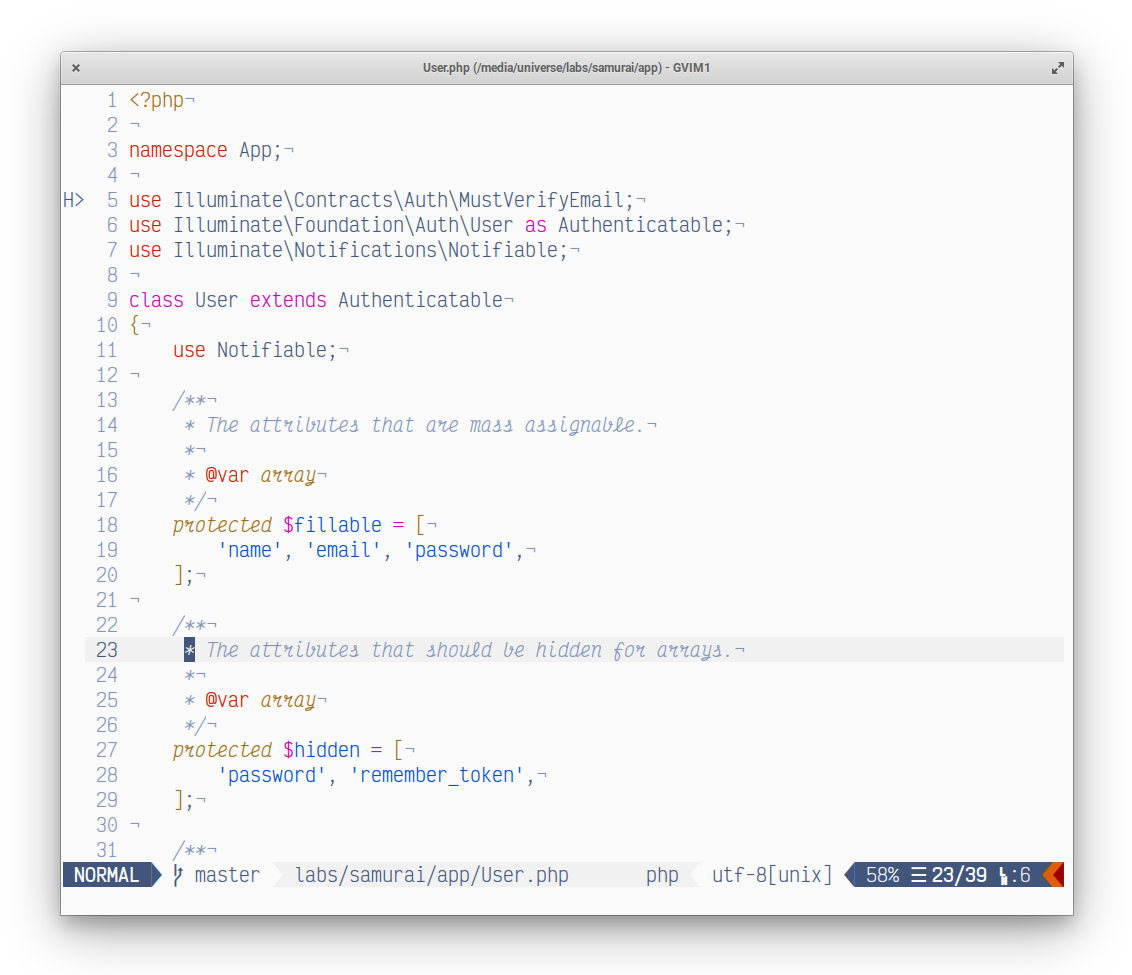 × User.php (/media/universe/labs/samurai/app) - GVIM1
1 <?php¬
2 ¬
3 namespace App;¬
4 ¬
H> 5 use Illuminate\Contracts\Auth\MustVerifyEmail;¬
6 use Illuminate\Foundation\Auth\User as Authenticatable;¬
7 use Illuminate\Notifications\Notifiable;¬
8 ¬
9 class User extends Authenticatable¬
10 {¬
11     use Notifiable;¬
12 ¬
13     /**¬
14      * The attributes that are mass assignable.¬
15      *¬
16      * @var array¬
17      */¬
18     protected $fillable = [¬
19         'name', 'email', 'password',¬
20     ];¬
21 ¬
22     /**¬
23      * The attributes that should be hidden for arrays.¬
24      *¬
25      * @var array¬
26      */¬
27     protected $hidden = [¬
28         'password', 'remember_token',¬
29     ];¬
30 ¬
31     /**¬
NORMAL master labs/samurai/app/User.php php utf-8[unix] 58% ☰ 23/39 :6